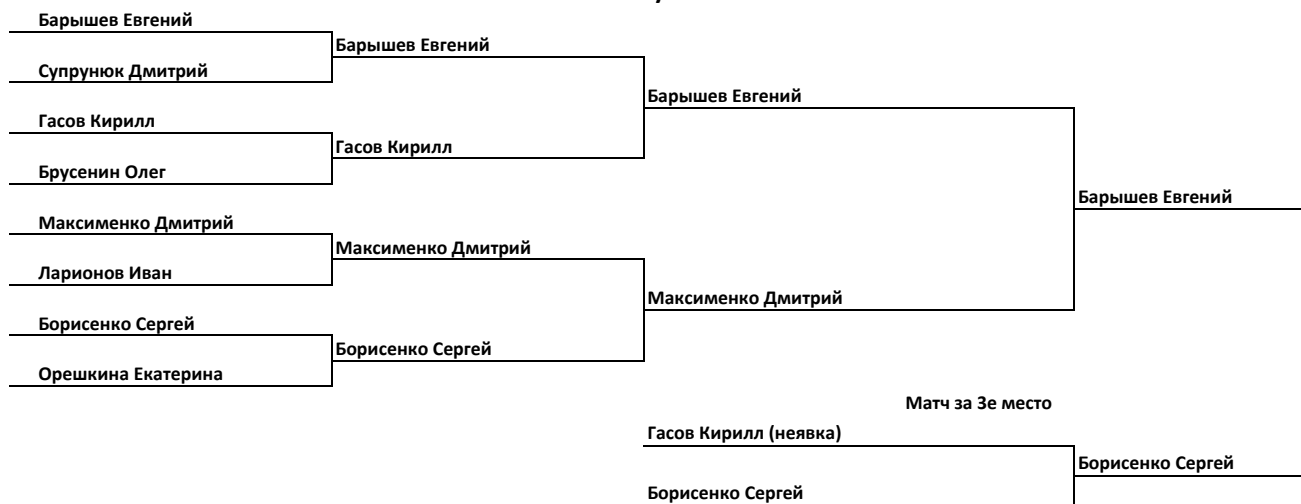 Барышев Евгений
Супрунюк Дмитрий
Гасов Кирилл
Брусенин Олег
Максименко Дмитрий
Ларионов Иван
Борисенко Сергей
Орешкина Екатерина
Барышев Евгений
Гасов Кирилл
Максименко Дмитрий
Борисенко Сергей
Барышев Евгений
Максименко Дмитрий
Барышев Евгений
Матч за 3е место
Гасов Кирилл (неявка)
Борисенко Сергей
Борисенко Сергей